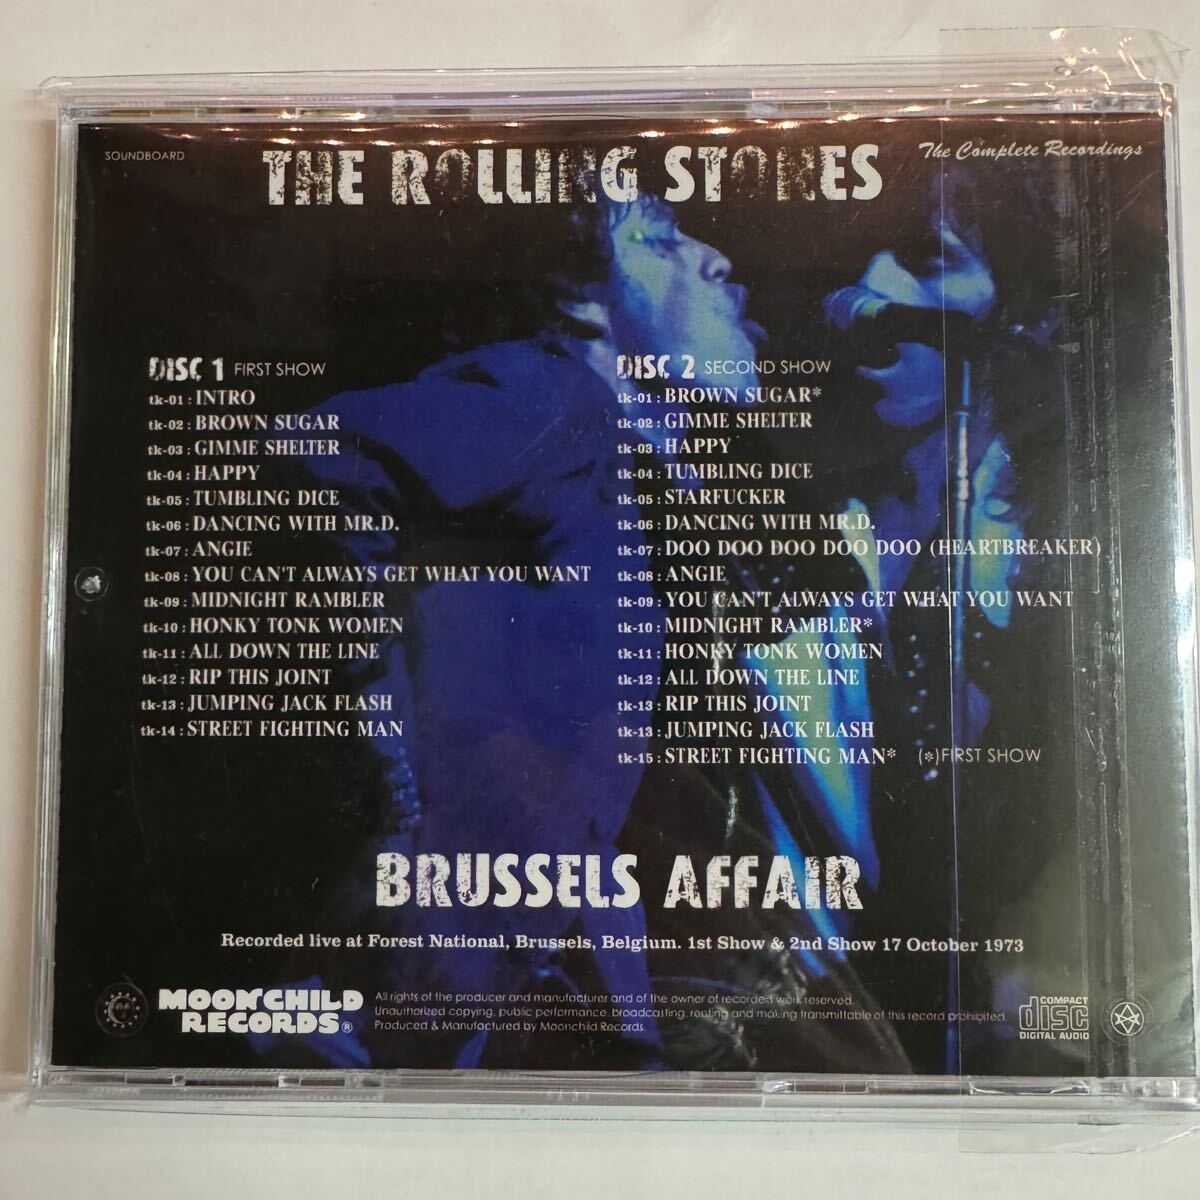 SOUNDBOARD
THE ROLLING STONES
The Complete Recordings
DISC 1 FIRST SHOW
tk-01 : INTRO
tk-02 : BROWN SUGAR
tk-03 : GIMME SHELTER
tk-04 : HAPPY
tk-05 : TUMBLING DICE
tk-06 : DANCING WITH MR.D.
tk-07 : ANGIE
tk-08 : YOU CAN'T ALWAYS GET WHAT YOU WANT
tk-09 : MIDNIGHT RAMBLER
tk-10 : HONKY TONK WOMEN
tk-11 : ALL DOWN THE LINE
tk-12 : RIP THIS JOINT
tk-13 : JUMPING JACK FLASH
tk-14 : STREET FIGHTING MAN
DISC 2 SECOND SHOW
tk-01 : BROWN SUGAR*
tk-02 : GIMME SHELTER
tk-03 : HAPPY
tk-04 : TUMBLING DICE
tk-05 : STARFUCKER
tk-06 : DANCING WITH MR.D.
tk-07 : DOO DOO DOO DOO DOO (HEARTBREAKER)
tk-08 : ANGIE
tk-09 : YOU CAN'T ALWAYS GET WHAT YOU WANT
tk-10 : MIDNIGHT RAMBLER*
tk-11 : HONKY TONK WOMEN
tk-12 : ALL DOWN THE LINE
tk-13 : RIP THIS JOINT
tk-13 : JUMPING JACK FLASH
tk-15 : STREET FIGHTING MAN* (*)FIRST SHOW
BRUSSELS AFFAIR
Recorded live at Forest National, Brussels, Belgium. 1st Show & 2nd Show 17 October 1973
MOON CHILD
RECORDS®
All rights of the producer and manufactuer and of the owner of recorded work reserved.
Unauthorized copying, public performance, broadcasting, renting and making transmittable of this record prohibited.
Produced & Manufactured by Moonchild Records.
COMPACT
disc
DIGITAL AUDIO